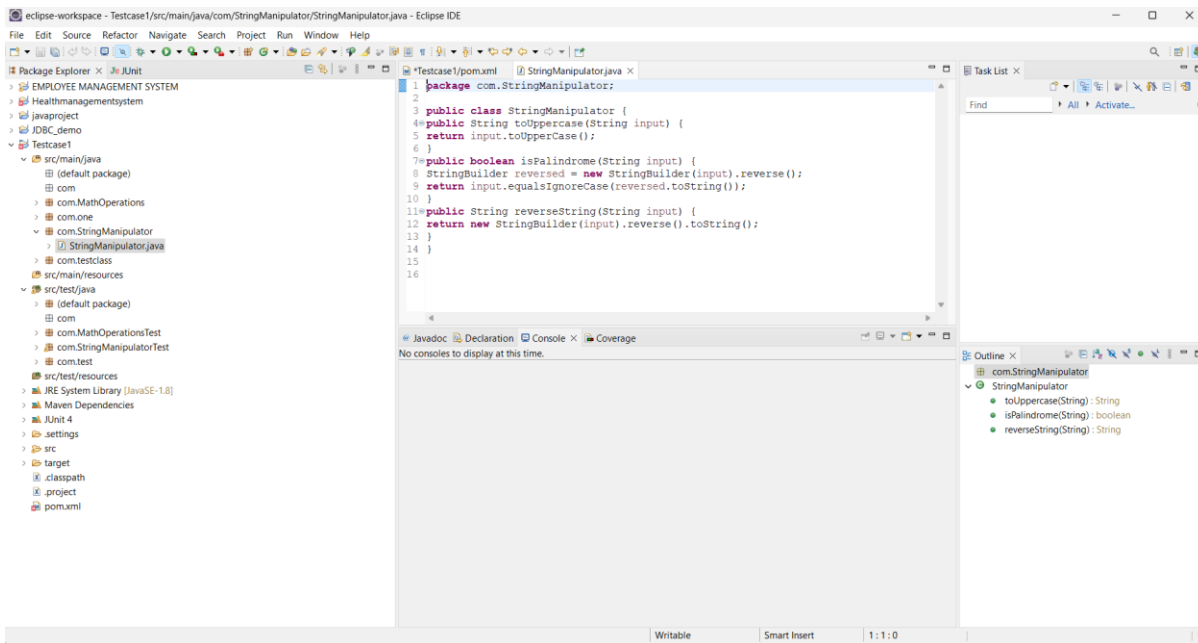 eclipse-workspace - Testcase1/src/main/java/com/StringManipulator/StringManipulator.java - Eclipse IDE
File Edit Source Refactor Navigate Search Project Run Window Help
Package Explorer × JUnit
EMPLOYEE MANAGEMENT SYSTEM
Healthmanagementsystem
javaproject
JDBC_demo
Testcase1
src/main/java
(default package)
com
com.MathOperations
com.one
com.StringManipulator
StringManipulator.java
com.testclass
src/main/resources
src/test/java
(default package)
com
com.MathOperationsTest
com.StringManipulatorTest
com.test
src/test/resources
JRE System Library [JavaSE-1.8]
Maven Dependencies
JUnit 4
.settings
src
target
.classpath
.project
pom.xml
*Testcase1/pom.xml StringManipulator.java ×
1 package com.StringManipulator;
2
3 public class StringManipulator {
4 public String toUppercase(String input) {
5 return input.toUpperCase();
6 }
7 public boolean isPalindrome(String input) {
8 StringBuilder reversed = new StringBuilder(input).reverse();
9 return input.equalsIgnoreCase(reversed.toString());
10 }
11 public String reverseString(String input) {
12 return new StringBuilder(input).reverse().toString();
13 }
14 }
15
16
Javadoc Declaration Console × Coverage
No consoles to display at this time.
Task List ×
Find All Activate...
Outline ×
com.StringManipulator
StringManipulator
toUppercase(String) : String
isPalindrome(String) : boolean
reverseString(String) : String
Writable Smart Insert 1 : 1 : 0